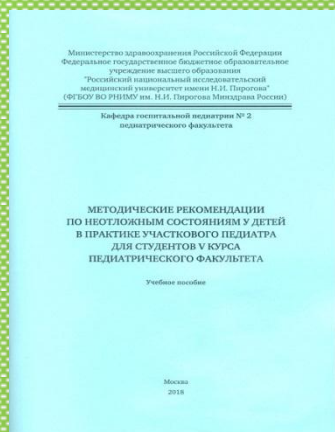 Министерство здравоохранения Российской Федерации
Федеральное государственное бюджетное образовательное
учреждение высшего образования
"Российский национальный исследовательский
медицинский университет имени Н.И. Пирогова"
(ФГБОУ ВО РНИМУ им. Н.И. Пирогова Минздрава России)
Кафедра госпитальной педиатрии № 2
педиатрического факультета
МЕТОДИЧЕСКИЕ РЕКОМЕНДАЦИИ
ПО НЕОТЛОЖНЫМ СОСТОЯНИЯМ У ДЕТЕЙ
В ПРАКТИКЕ УЧАСТКОВОГО ПЕДИАТРА
ДЛЯ СТУДЕНТОВ V КУРСА
ПЕДИАТРИЧЕСКОГО ФАКУЛЬТЕТА
Учебное пособие
Москва
2018